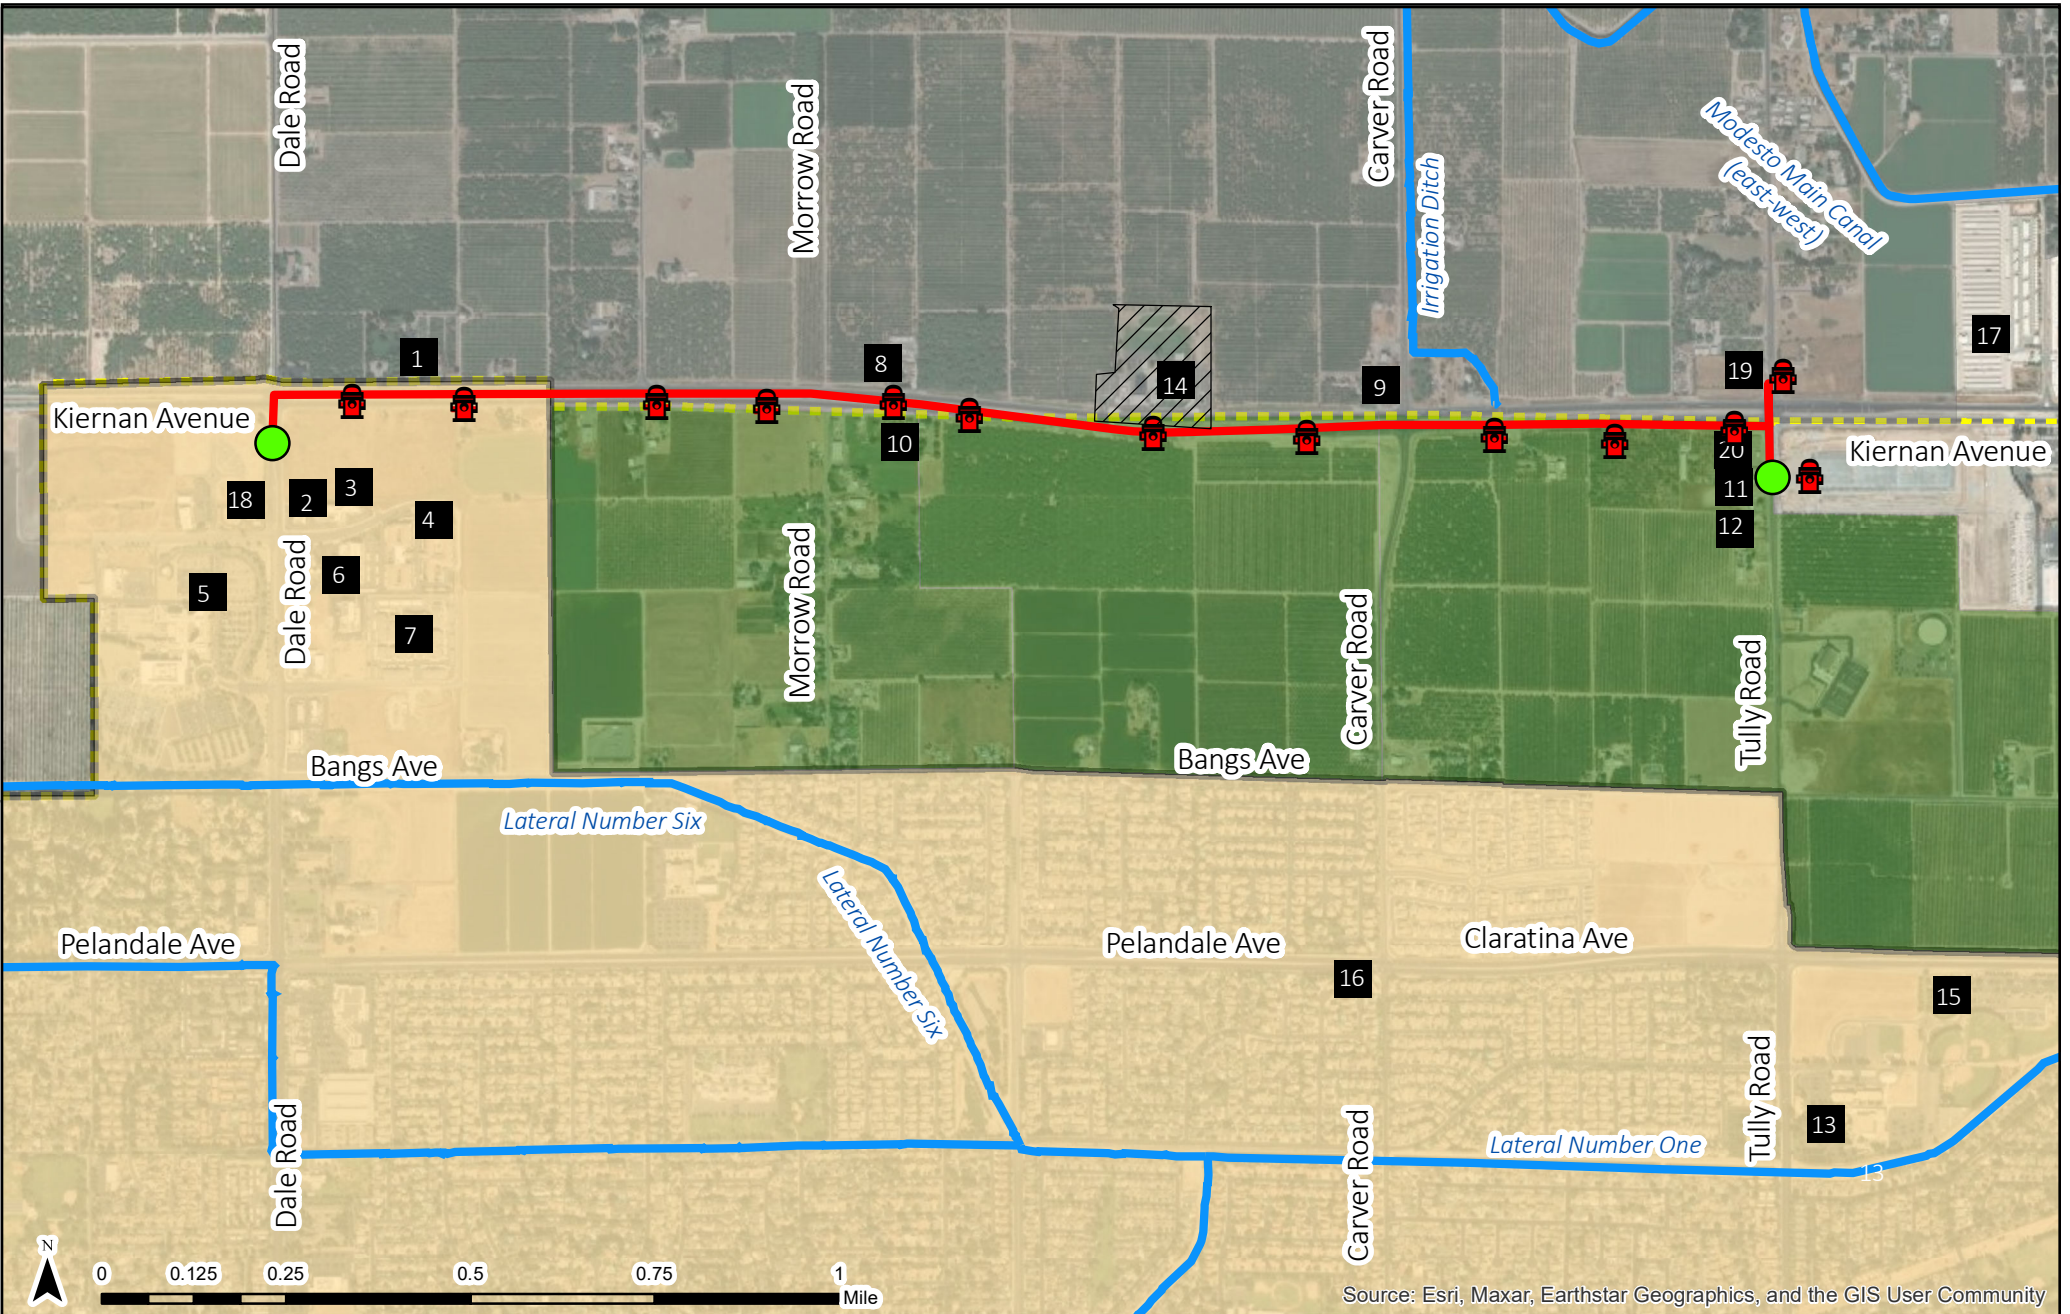 Dale Road
Morrow Road
Carver Road
Irrigation Ditch
Modesto Main Canal
(east-west)
17
1
8
14
9
19
Kiernan Avenue
10
20
Kiernan Avenue
18
2
3
4
11
12
5
6
7
Dale Road
Morrow Road
Carver Road
Tully Road
Bangs Ave
Bangs Ave
Lateral Number Six
Lateral Number Six
Pelandale Ave
Pelandale Ave
Claratina Ave
16
15
Tully Road
13
Dale Road
Carver Road
Lateral Number One
13
N
0
0.125
0.25
0.5
0.75
1
Mile
Source: Esri, Maxar, Earthstar Geographics, and the GIS User Community